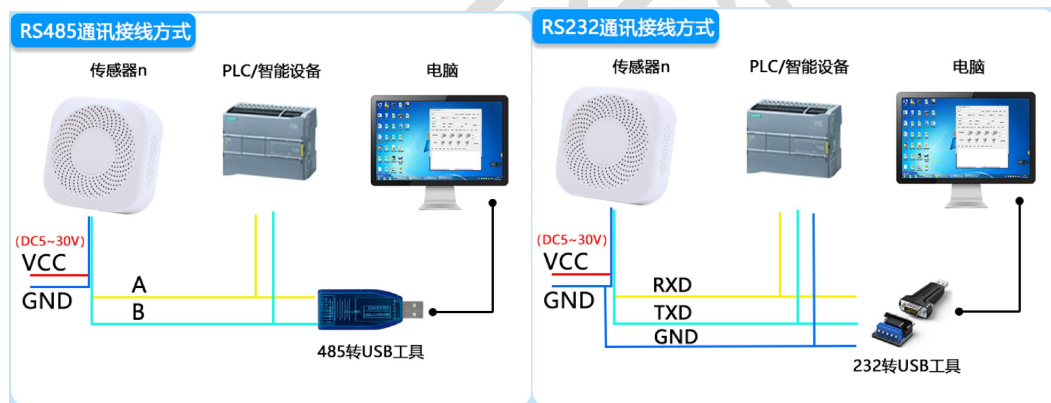 RS485通讯接线方式
传感器n
PLC/智能设备
电脑
(DC5~30V)
VCC
GND
A
B
485转USB工具
RS232通讯接线方式
传感器n
PLC/智能设备
电脑
(DC5~30V)
VCC
GND
RXD
TXD
GND
232转USB工具